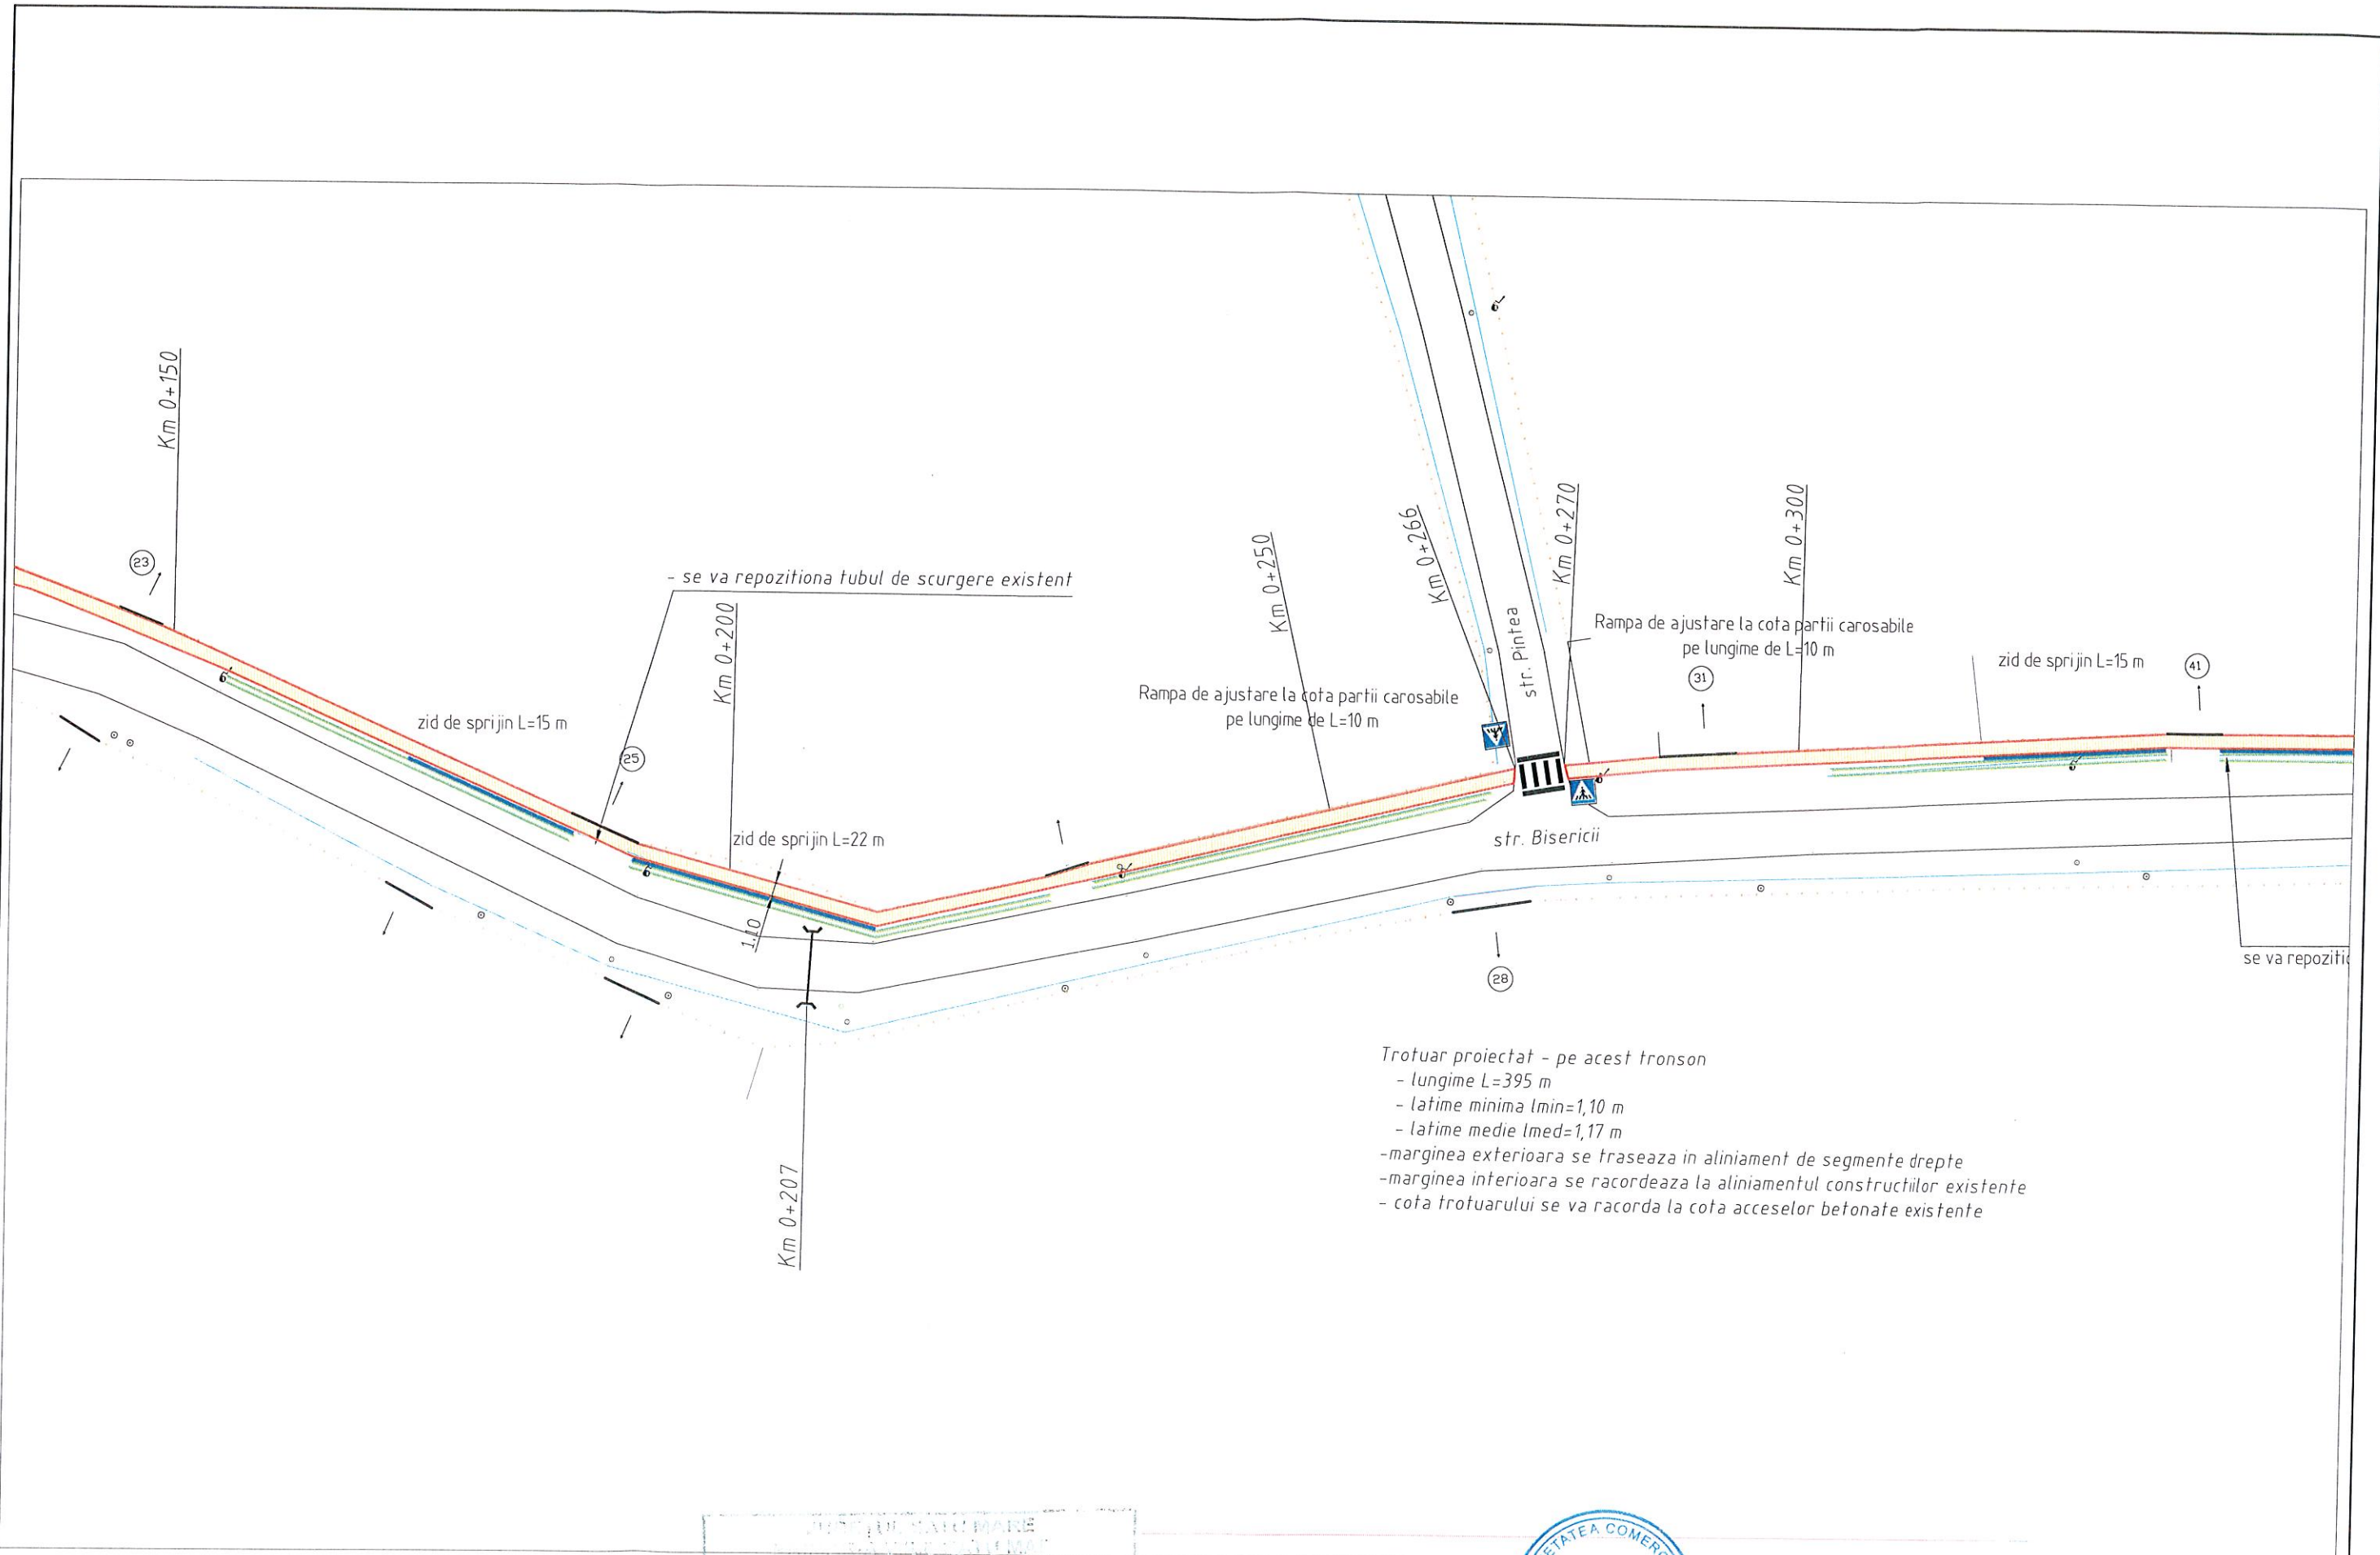 Km 0+150
23
- se va repozitiona tubul de scurgere existent
Km 0+200
Km 0+250
Km 0+266
str. Pintea
Km 0+270
Km 0+300
Rampa de ajustare la cota partii carosabile
pe lungime de L=10 m
31
zid de sprijin L=15 m
41
Rampa de ajustare la cota partii carosabile
pe lungime de L=10 m
zid de sprijin L=15 m
25
zid de sprijin L=22 m
1.10
str. Bisericii
28
se va repoziti
Km 0+207
Trotuar proiectat - pe acest tronson
- lungime L=395 m
- latime minima lmin=1,10 m
- latime medie lmed=1,17 m
-marginea exterioara se traseaza in aliniament de segmente drepte
-marginea interioara se racordeaza la aliniamentul constructiilor existente
- cota trotuarului se va racorda la cota acceselor betonate existente
MARE
ETATEA COMERC